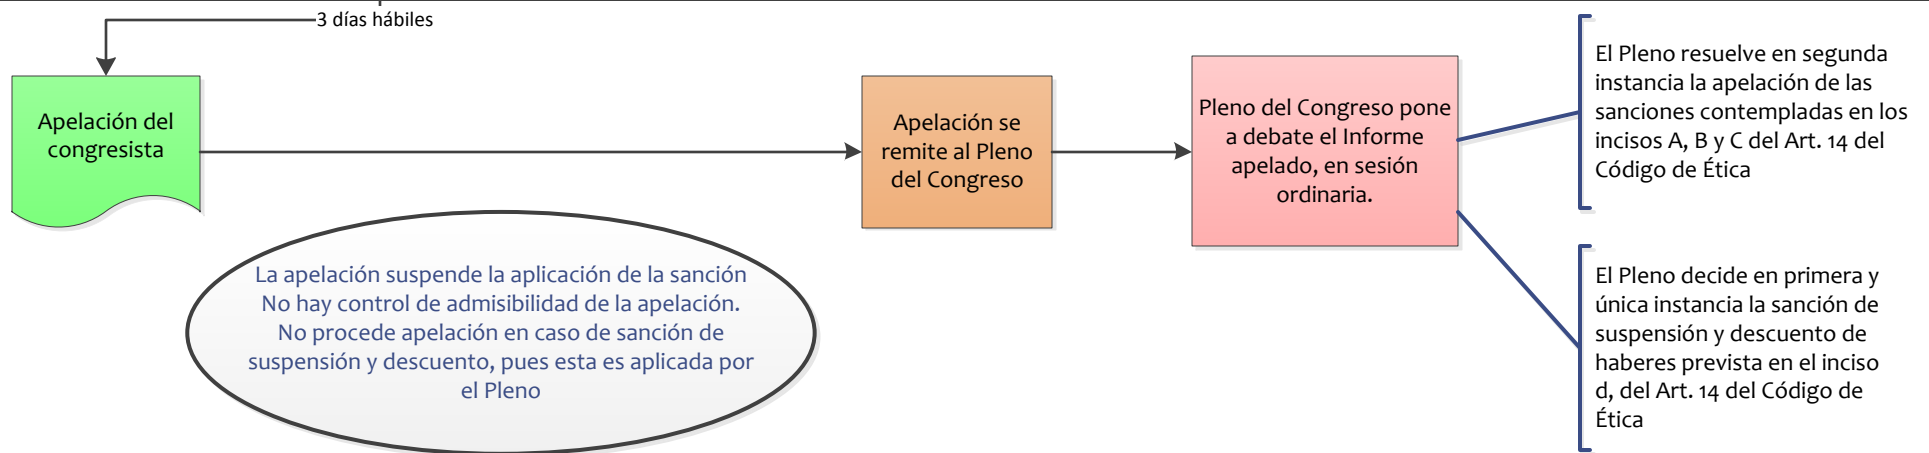 3 días hábiles
Apelación del
congresista
Apelación se
remite al Pleno
del Congreso
Pleno del Congreso pone
a debate el Informe
apelado, en sesión
ordinaria.
El Pleno resuelve en segunda
instancia la apelación de las
sanciones contempladas en los
incisos A, B y C del Art. 14 del
Código de Ética
La apelación suspende la aplicación de la sanción
No hay control de admisibilidad de la apelación.
No procede apelación en caso de sanción de
suspensión y descuento, pues esta es aplicada por
el Pleno
El Pleno decide en primera y
única instancia la sanción de
suspensión y descuento de
haberes prevista en el inciso
d, del Art. 14 del Código de
Ética